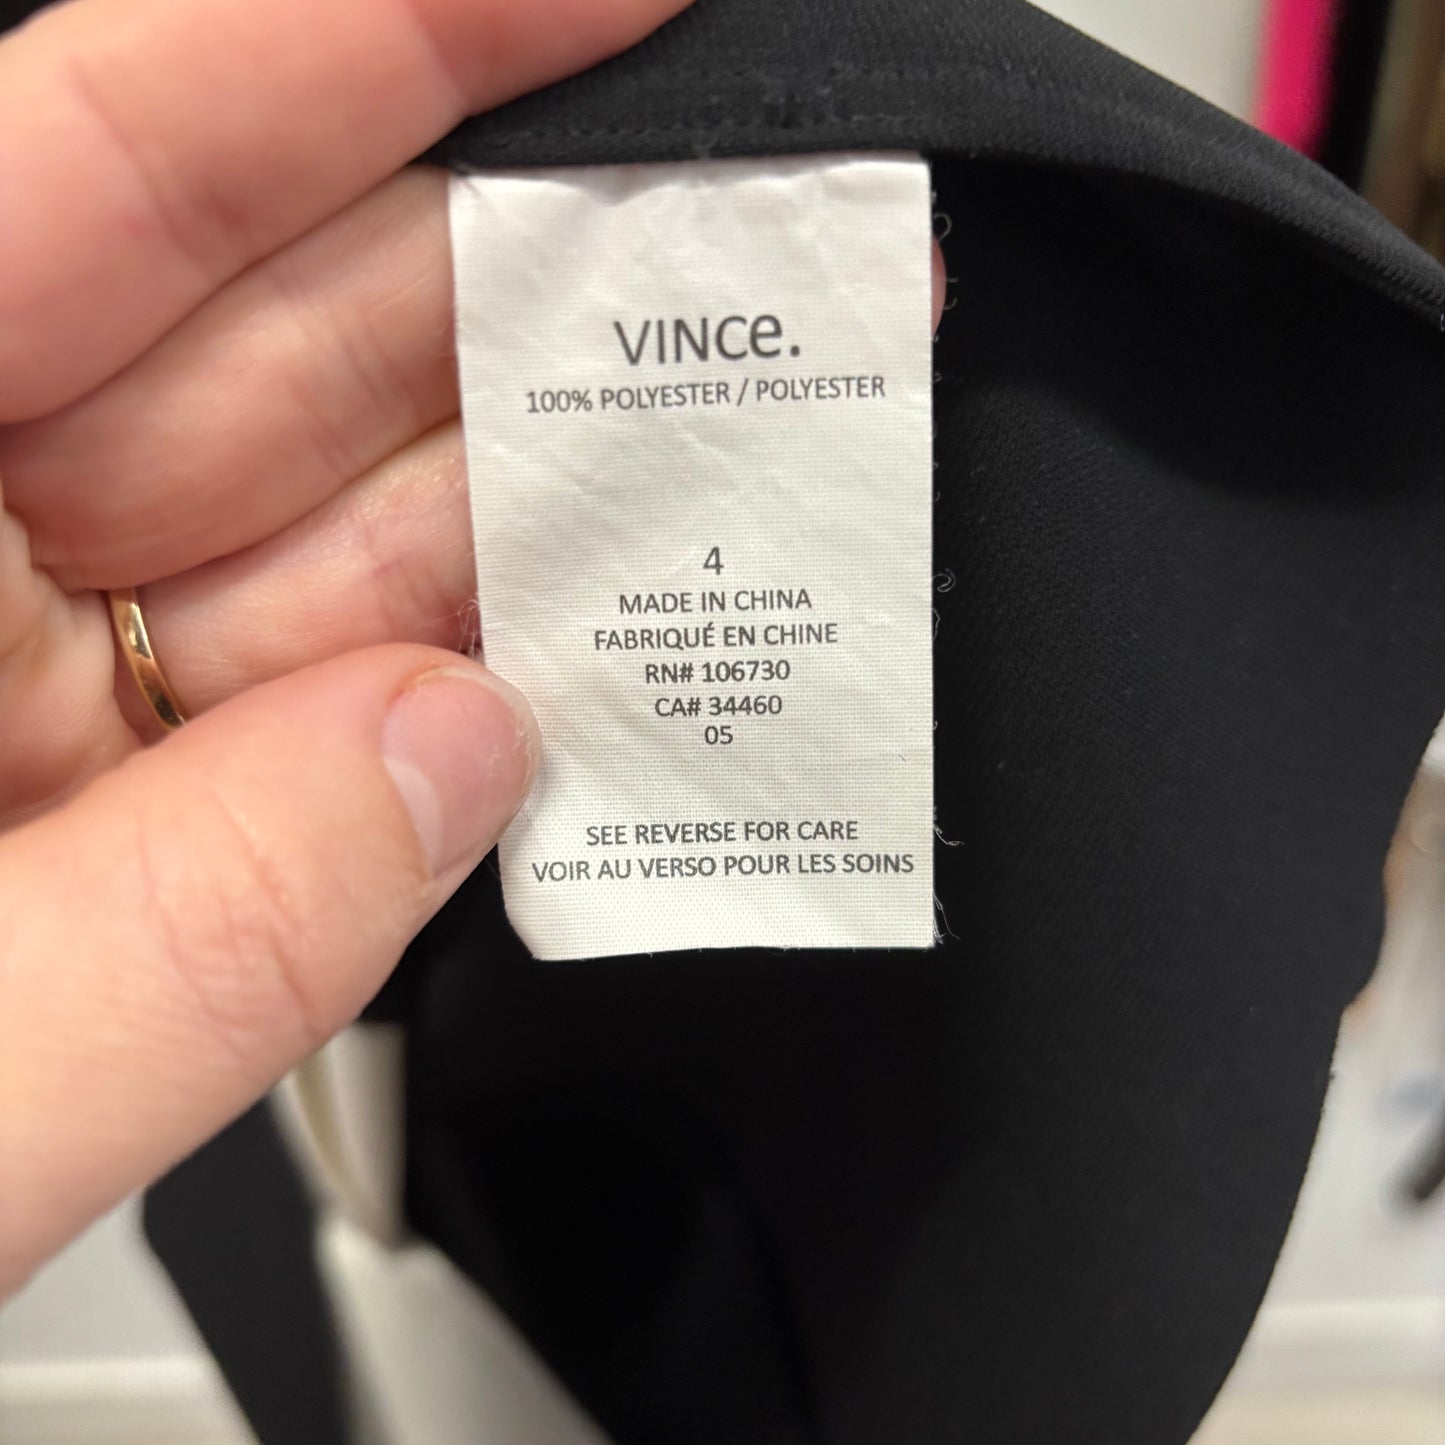 VINCe.
100% POLYESTER / POLYESTER
4
MADE IN CHINA
FABRIQUÉ EN CHINE
RN# 106730
CA# 34460
05
SEE REVERSE FOR CARE
VOIR AU VERSO POUR LES SOINS